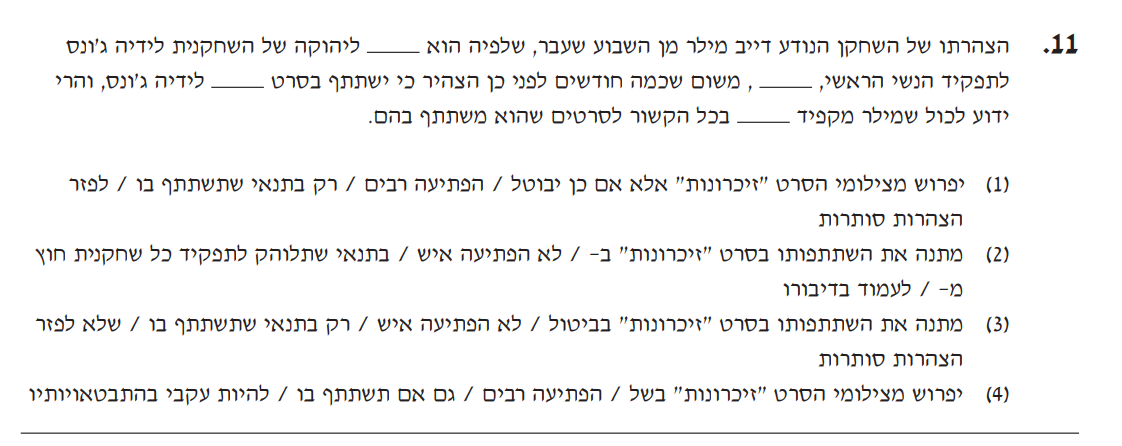 11. הצהרתו של השחקן הנודע דייב מילר מן השבוע שעבר, שלפיה הוא _____ ליהוקה של השחקנית לידיה ג'ונס
לתפקיד הנשי הראשי, _____ , משום שכמה חודשים לפני כן הצהיר כי ישתתף בסרט _____ לידיה ג'ונס, והרי
ידוע לכול שמילר מקפיד _____ בכל הקשור לסרטים שהוא משתתף בהם.
(1) יפרוש מצילומי הסרט "זיכרונות" אלא אם כן יבוטל / הפתיעה רבים / רק בתנאי שתשתתף בו / לפזר
הצהרות סותרות
(2) מתנה את השתתפותו בסרט "זיכרונות" ב- / לא הפתיעה איש / בתנאי שתלוהק לתפקיד כל שחקנית חוץ
מ- / לעמוד בדיבורו
(3) מתנה את השתתפותו בסרט "זיכרונות" בביטול / לא הפתיעה איש / רק בתנאי שתשתתף בו / שלא לפזר
הצהרות סותרות
(4) יפרוש מצילומי הסרט "זיכרונות" בשל / הפתיעה רבים / גם אם תשתתף בו / להיות עקבי בהתבטאויותיו